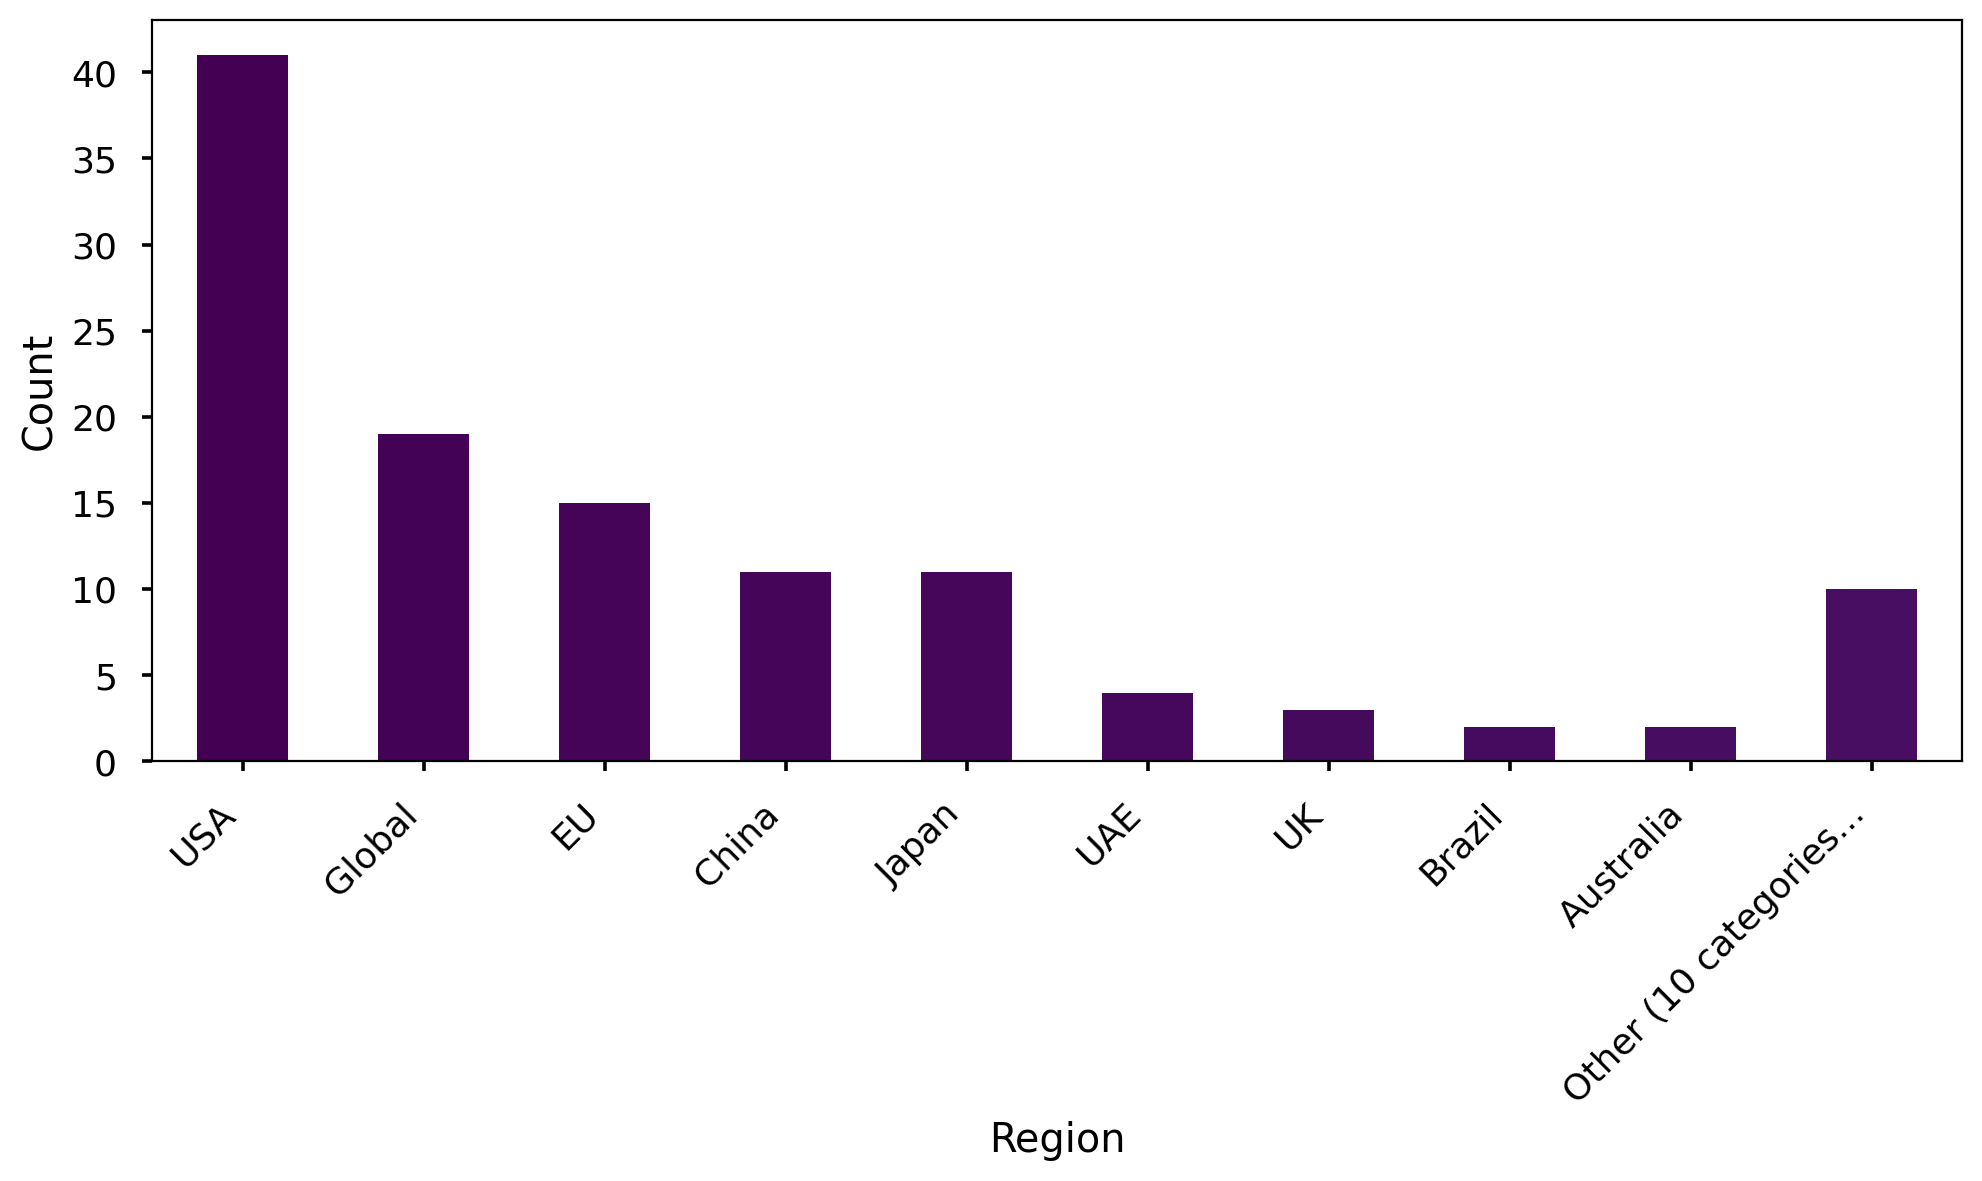 Count
40
35
30
25
20
15
10
5
0
USA
Global
EU
China
Japan
UAE
UK
Brazil
Australia
Other (10 categories...
Region